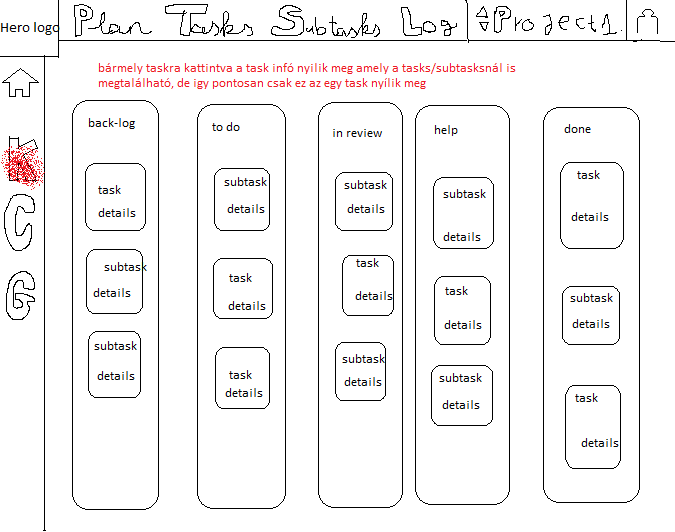 Hero logo
Plan Tasks Subtasks Log Project1.
bármely taskra kattintva a task infó nyilik meg amely a tasks/subtasksnál is
megtalálható, de igy pontosan csak ez az egy task nyílik meg
K
C
G
back-log
task
details
subtask
details
subtask
details
to do
subtask
details
task
details
task
details
in review
subtask
details
task
details
subtask
details
help
subtask
details
task
details
subtask
details
done
task
details
subtask
details
task
details